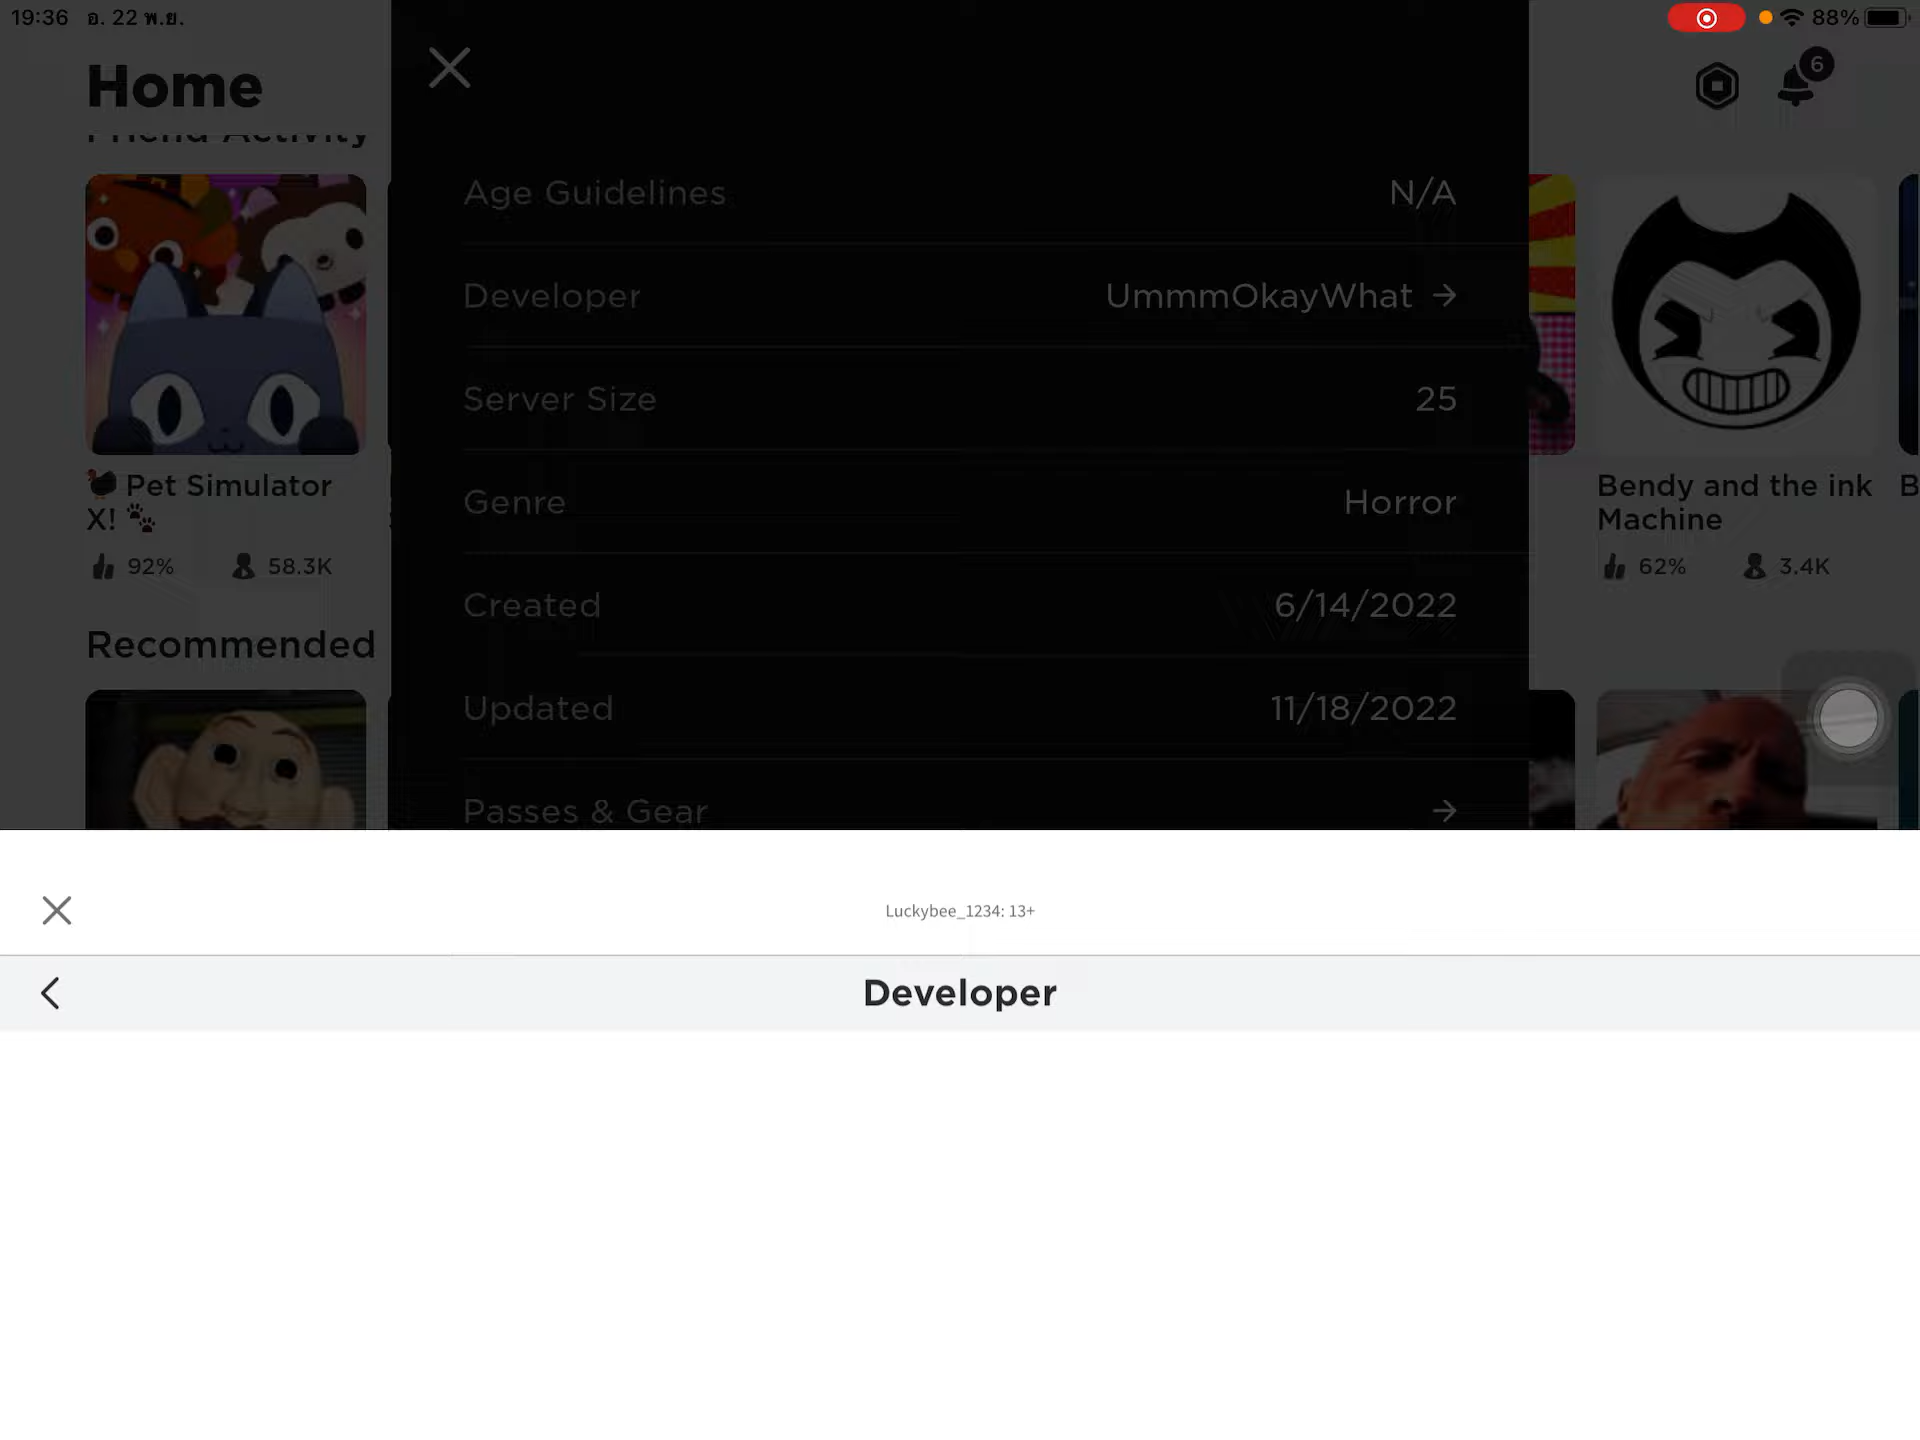 19:36 อ. 22 พ.ย.
88%
Home
6
Friend Activity
Pet Simulator
X!
92% 58.3K
Bendy and the ink
Machine
B
62% 3.4K
Recommended
Age Guidelines N/A
Developer UmmmOkayWhat →
Server Size 25
Genre Horror
Created 6/14/2022
Updated 11/18/2022
Passes & Gear →
Luckybee_1234: 13+
Developer